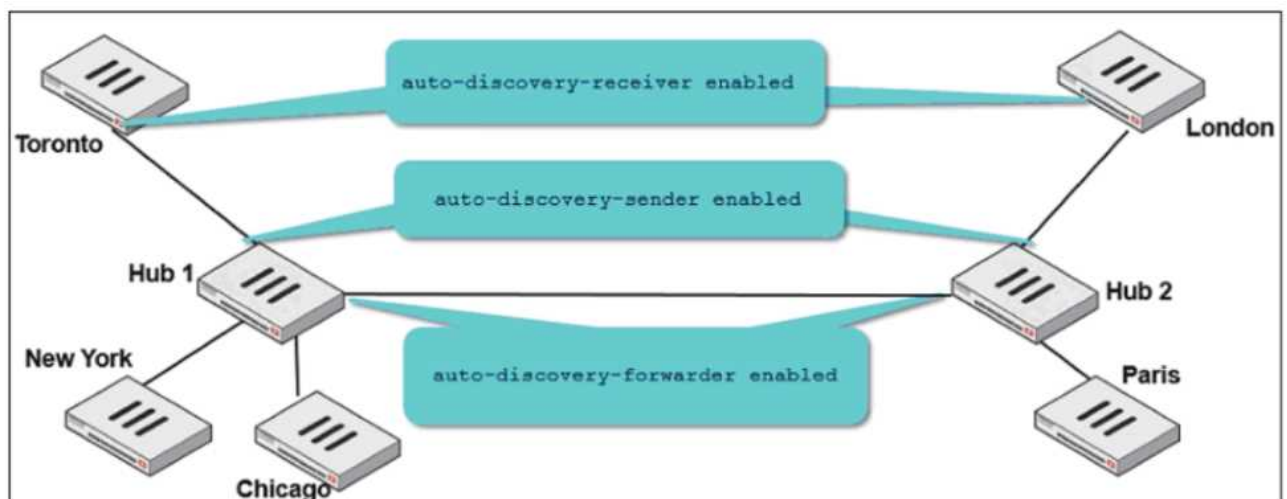 auto-discovery-receiver enabled
Toronto
London
auto-discovery-sender enabled
Hub 1
Hub 2
New York
auto-discovery-forwarder enabled
Paris
Chicago